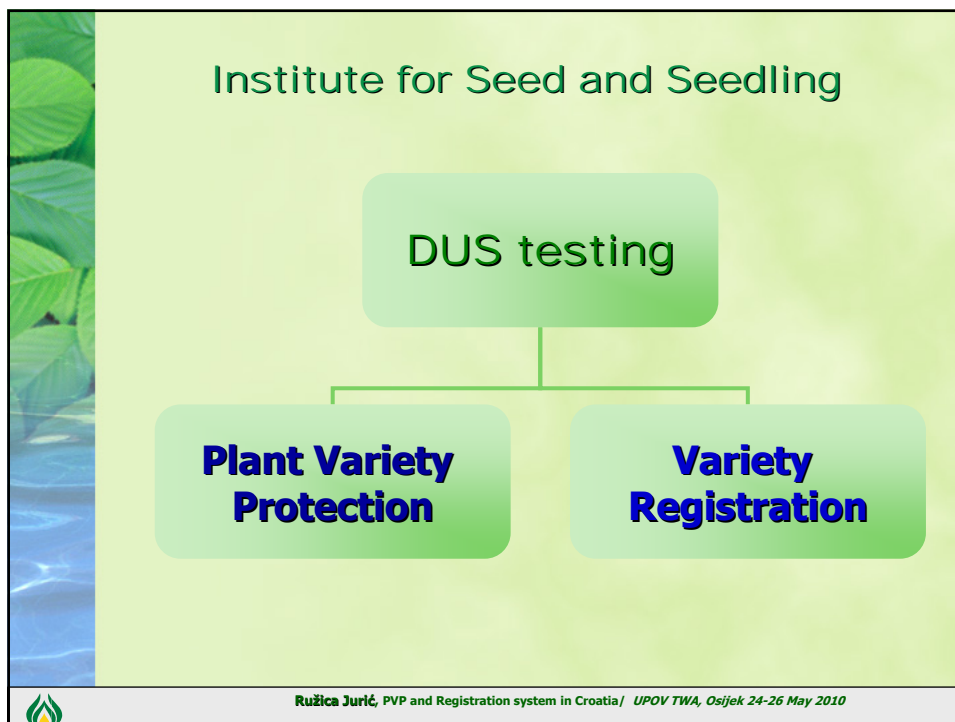 Institute for Seed and Seedling
DUS testing
Plant Variety
Protection
Variety
Registration
Ružica Jurić, PVP and Registration system in Croatia/ UPOV TWA, Osijek 24-26 May 2010